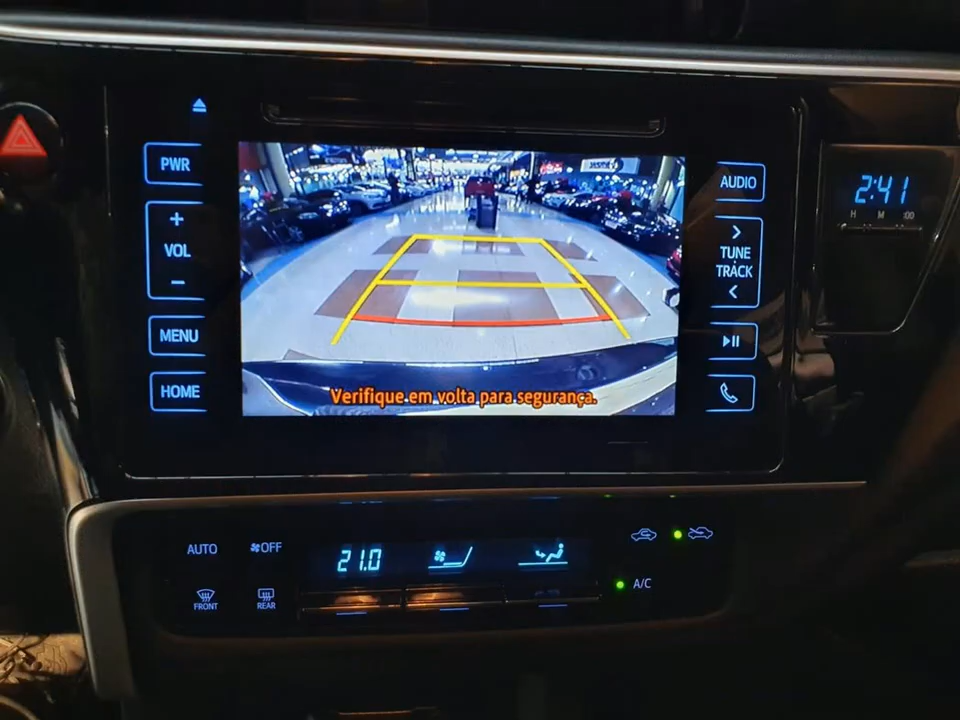 PWR
+
VOL
−
MENU
HOME
Verifique em volta para segurança.
AUDIO
>
TUNE
TRACK
<
2:41
H M :00
AUTO
OFF
FRONT
REAR
21.0
A/C